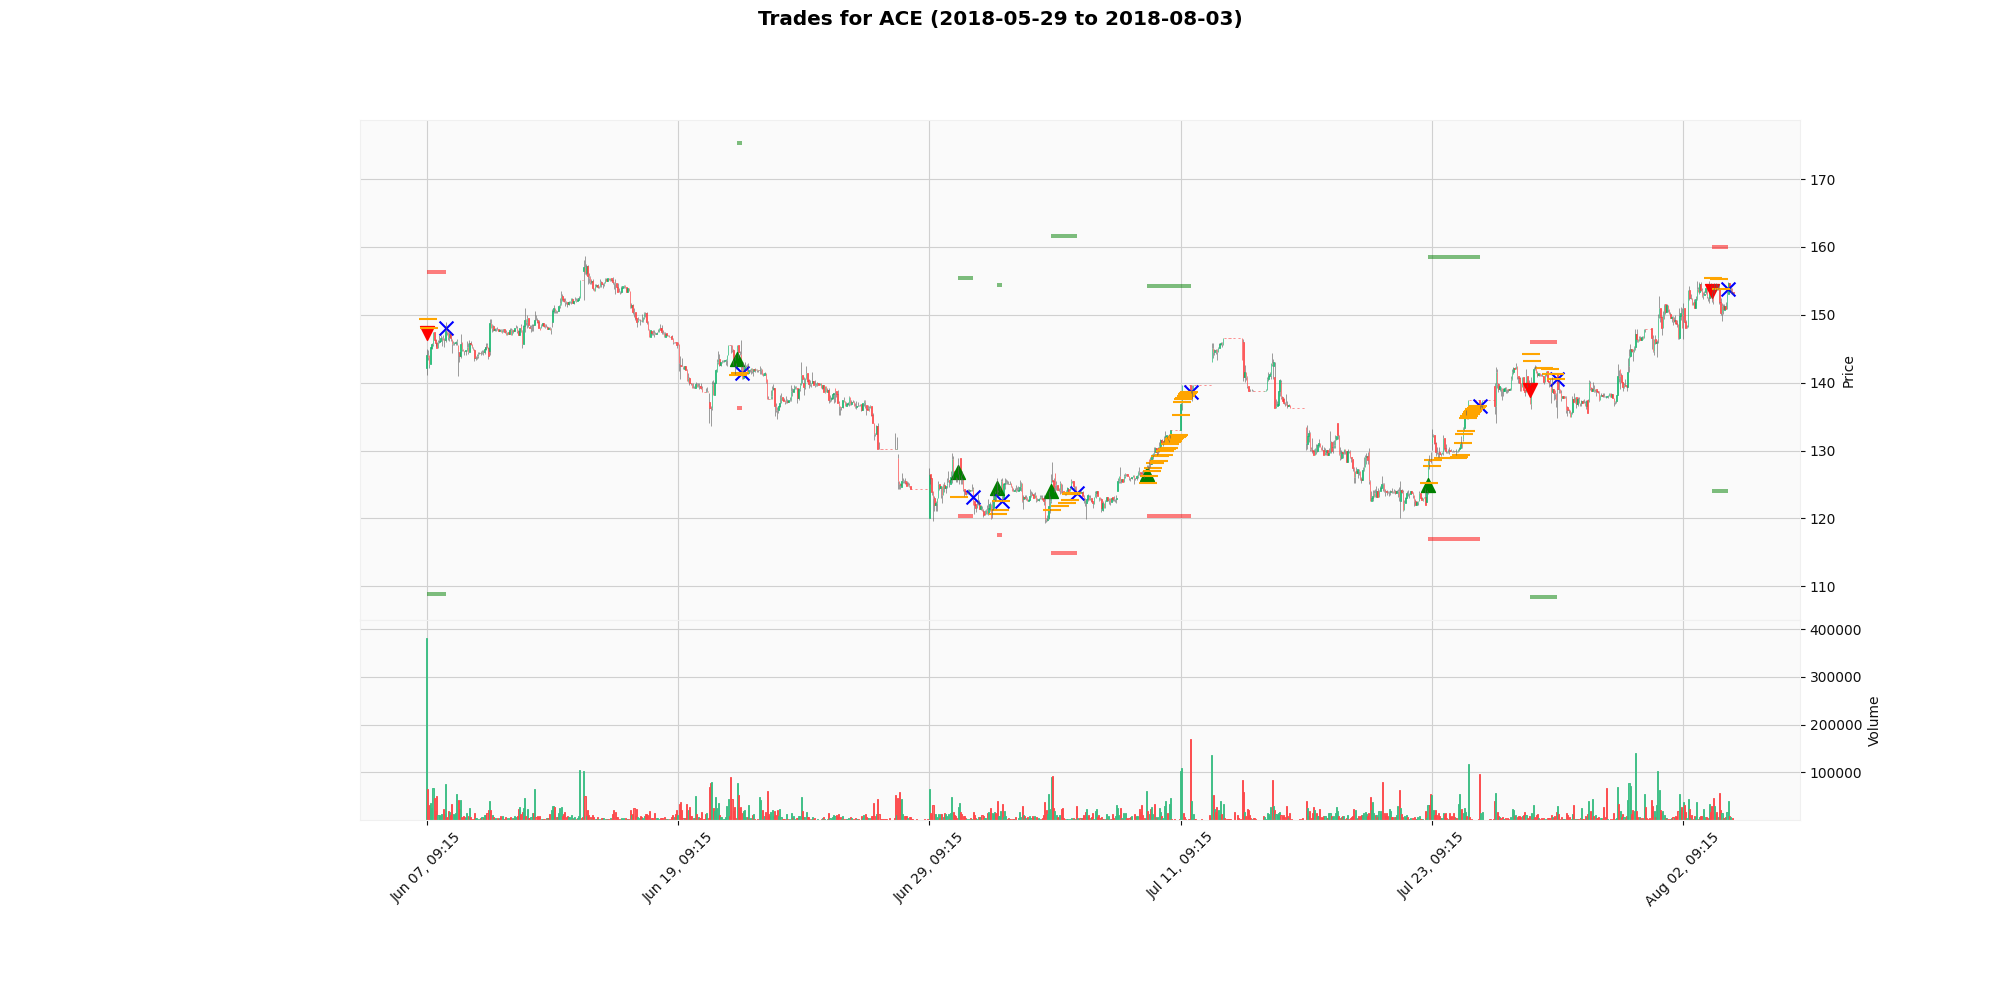 Trades for ACE (2018-05-29 to 2018-08-03)
170
160
150
140
130
120
110
Price
400000
300000
200000
100000
Volume
Jun 07, 09:15
Jun 19, 09:15
Jun 29, 09:15
Jul 11, 09:15
Jul 23, 09:15
Aug 02, 09:15